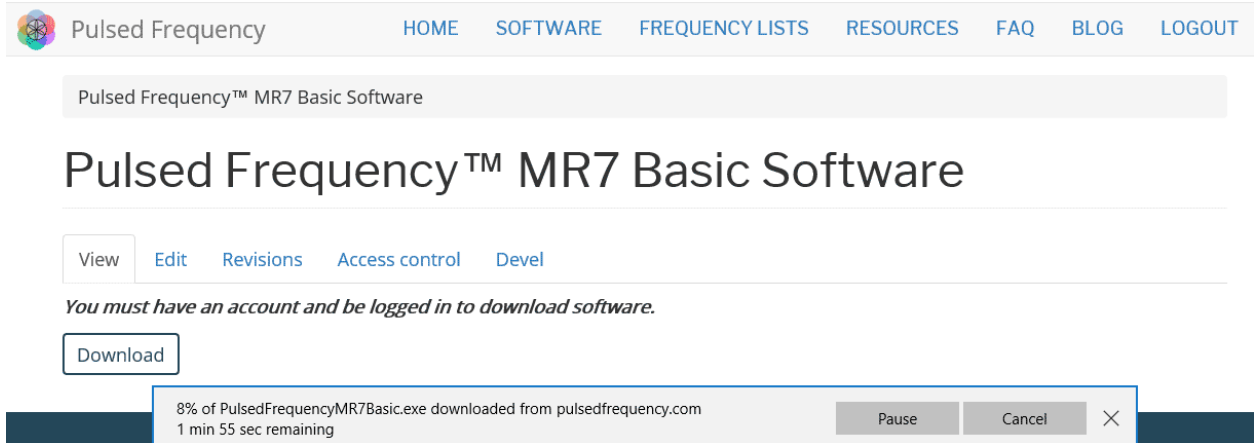 Pulsed Frequency HOME SOFTWARE FREQUENCY LISTS RESOURCES FAQ BLOG LOGOUT
Pulsed Frequency™ MR7 Basic Software
Pulsed Frequency™ MR7 Basic Software
View Edit Revisions Access control Devel
You must have an account and be logged in to download software.
Download
8% of PulsedFrequencyMR7Basic.exe downloaded from pulsedfrequency.com
1 min 55 sec remaining
Pause Cancel